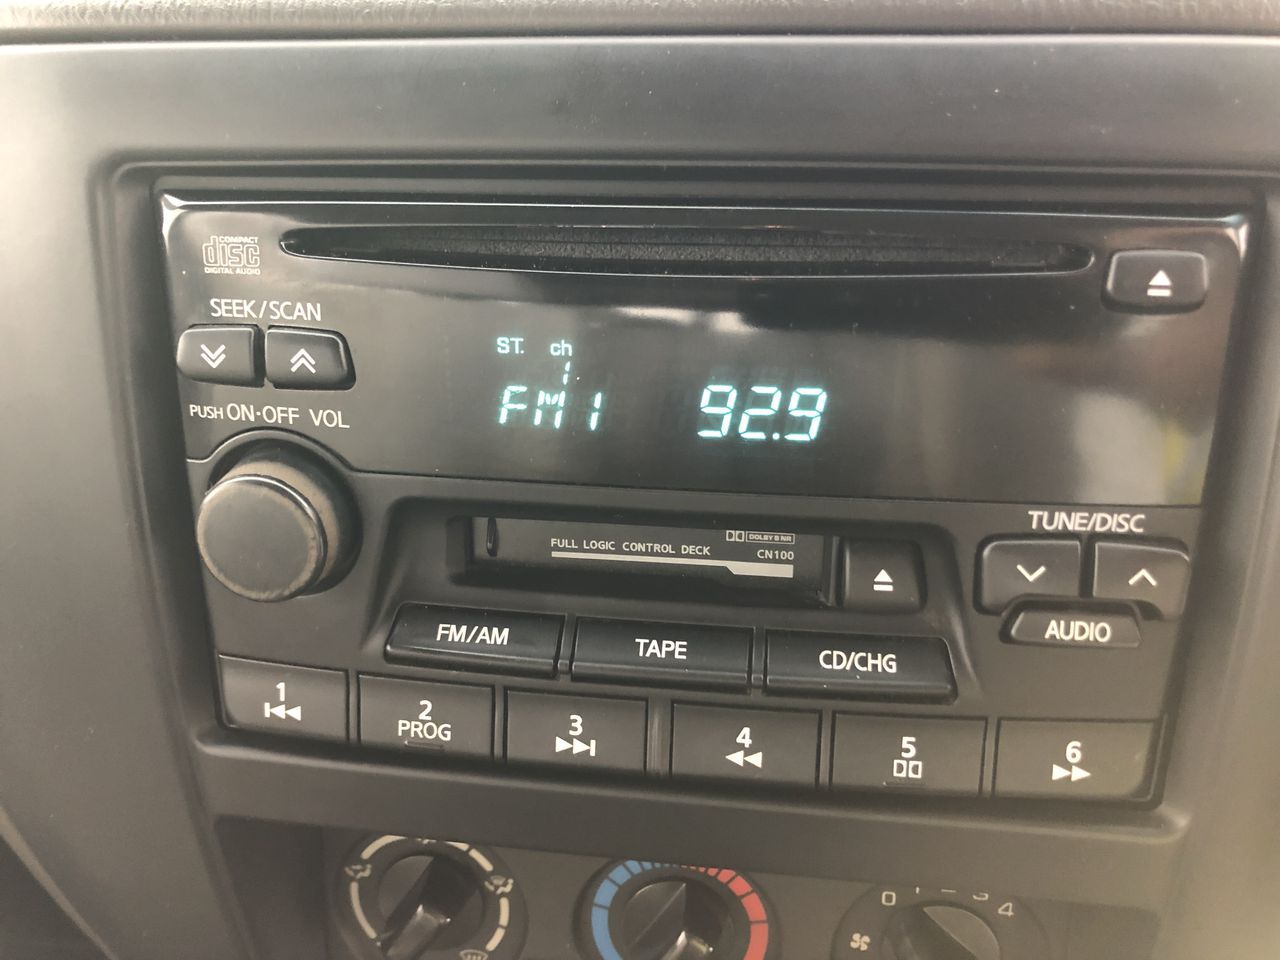 COMPACT
disc
DIGITAL AUDIO
SEEK/SCAN
PUSH ON·OFF VOL
ST. ch
1
FM1 92.9
DOLBY B NR
FULL LOGIC CONTROL DECK
CN100
TUNE/DISC
AUDIO
FM/AM
TAPE
CD/CHG
1
2
PROG
3
4
5
6
0
4